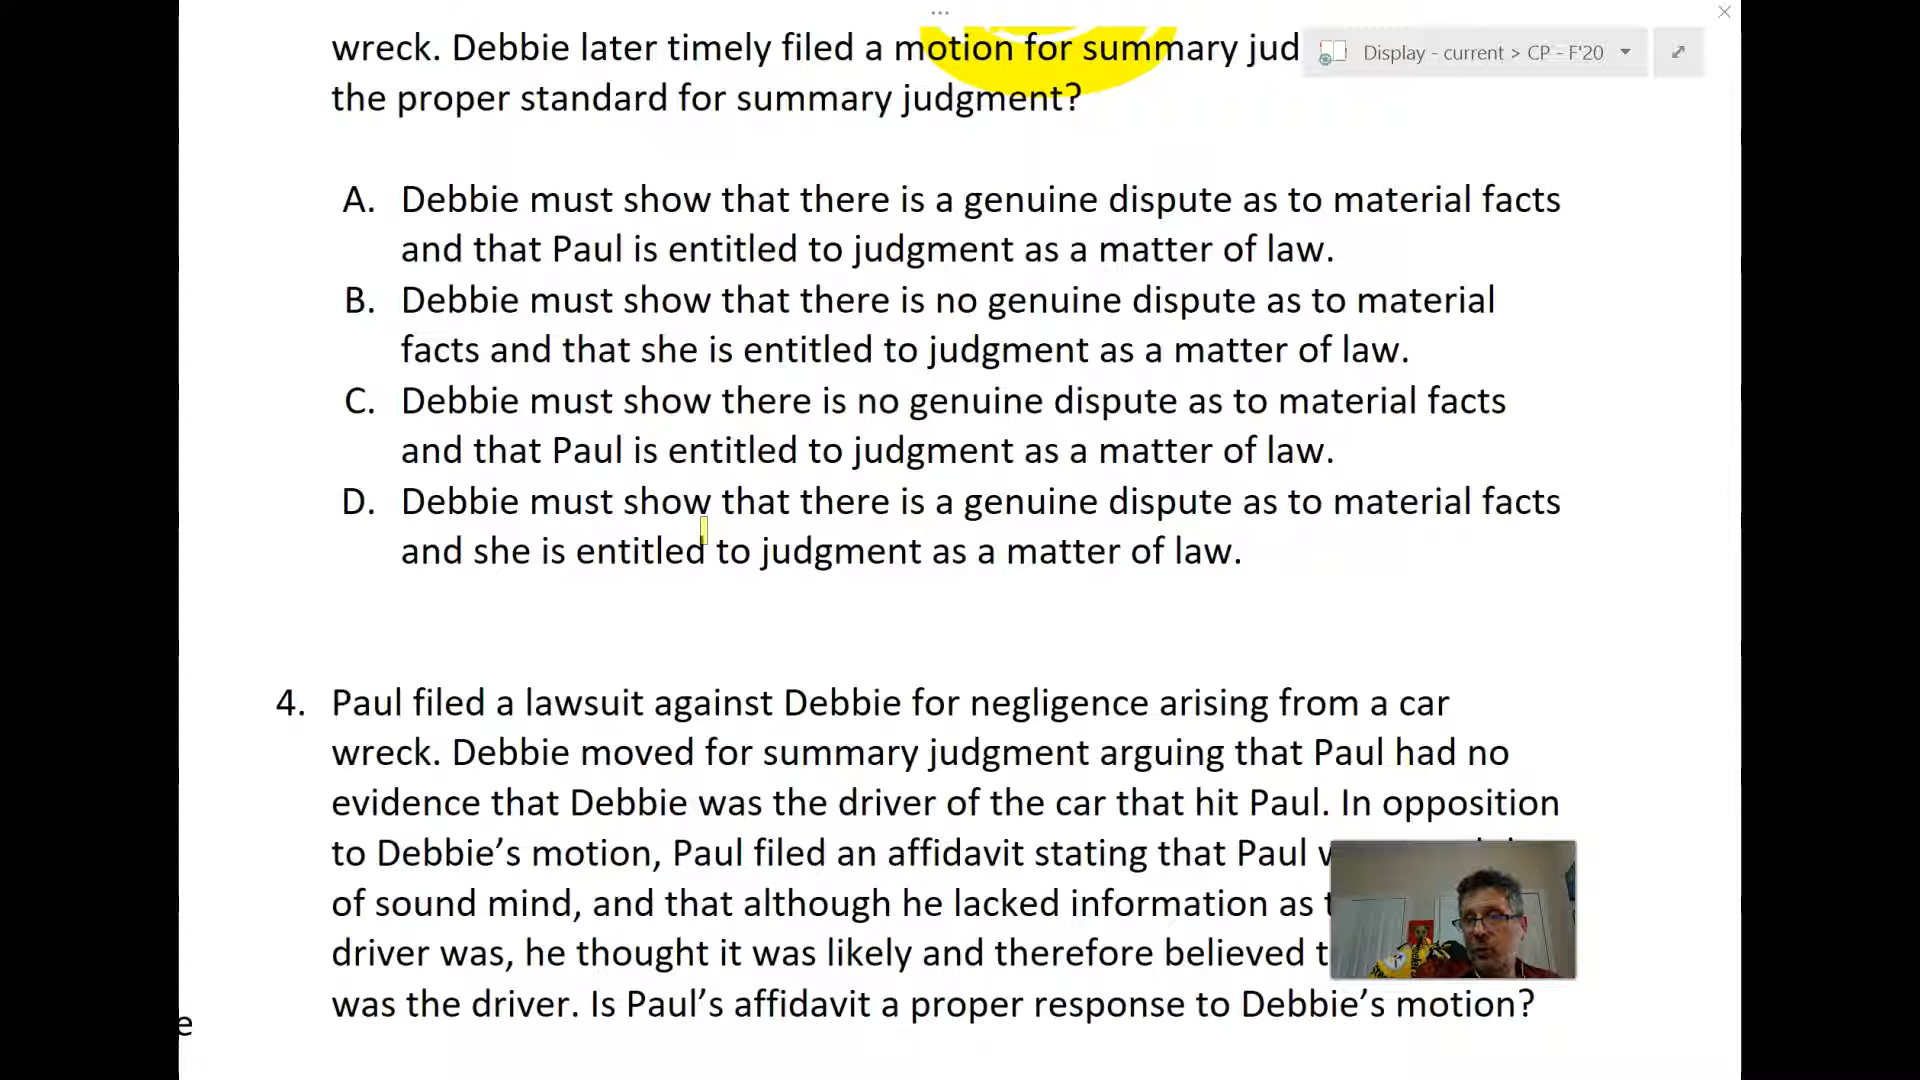 ...
wreck. Debbie later timely filed a motion for summary jud
Display - current > CP - F'20
the proper standard for summary judgment?
A. Debbie must show that there is a genuine dispute as to material facts
and that Paul is entitled to judgment as a matter of law.
B. Debbie must show that there is no genuine dispute as to material
facts and that she is entitled to judgment as a matter of law.
C. Debbie must show there is no genuine dispute as to material facts
and that Paul is entitled to judgment as a matter of law.
D. Debbie must show that there is a genuine dispute as to material facts
and she is entitled to judgment as a matter of law.
4. Paul filed a lawsuit against Debbie for negligence arising from a car
wreck. Debbie moved for summary judgment arguing that Paul had no
evidence that Debbie was the driver of the car that hit Paul. In opposition
to Debbie’s motion, Paul filed an affidavit stating that Paul
of sound mind, and that although he lacked information as
driver was, he thought it was likely and therefore believed
was the driver. Is Paul’s affidavit a proper response to Debbie’s motion?
e